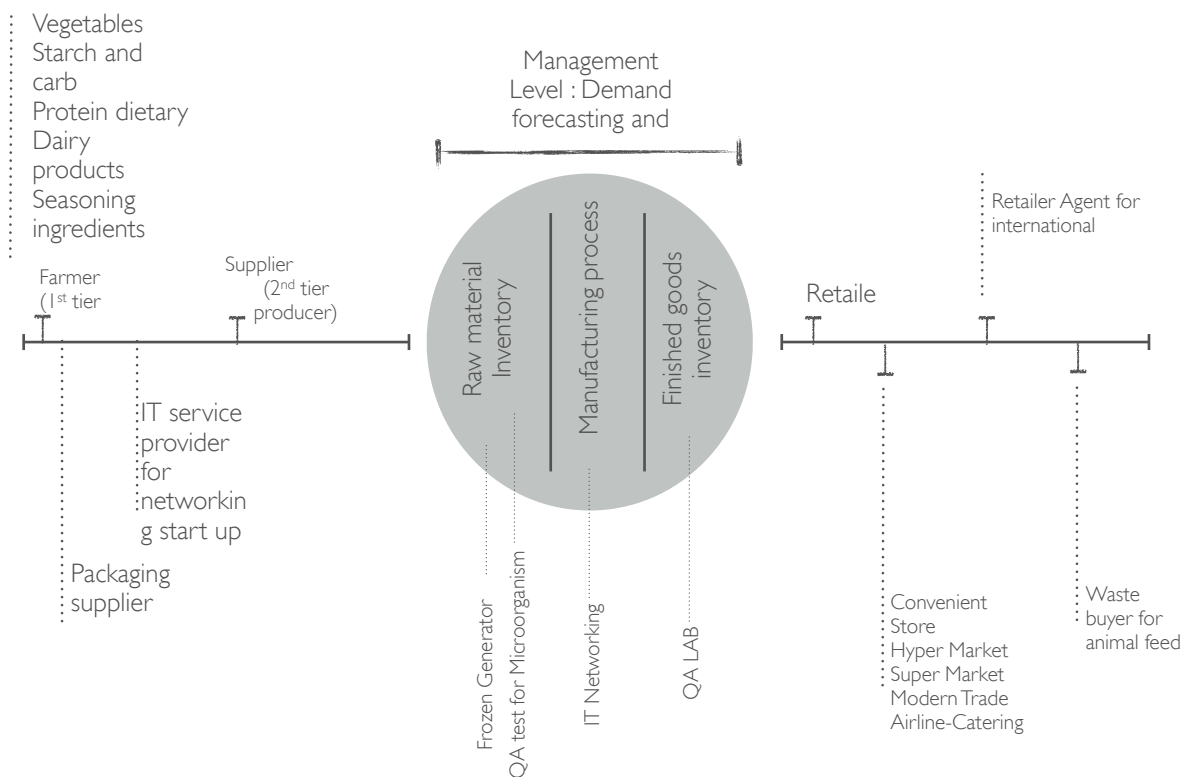 Vegetables
Starch and
carb
Protein dietary
Dairy
products
Seasoning
ingredients
Farmer
(1st tier
Supplier
(2nd tier
producer)
IT service
provider
for
networkin
g start up
Packaging
supplier
Management
Level : Demand
forecasting and
Raw material
Inventory
Manufacturing process
Finished goods
inventory
Frozen Generator
QA test for Microorganism
IT Networking
QA LAB
Retaile
Retailer Agent for
international
Convenient
Store
Hyper Market
Super Market
Modern Trade
Airline-Catering
Waste
buyer for
animal feed